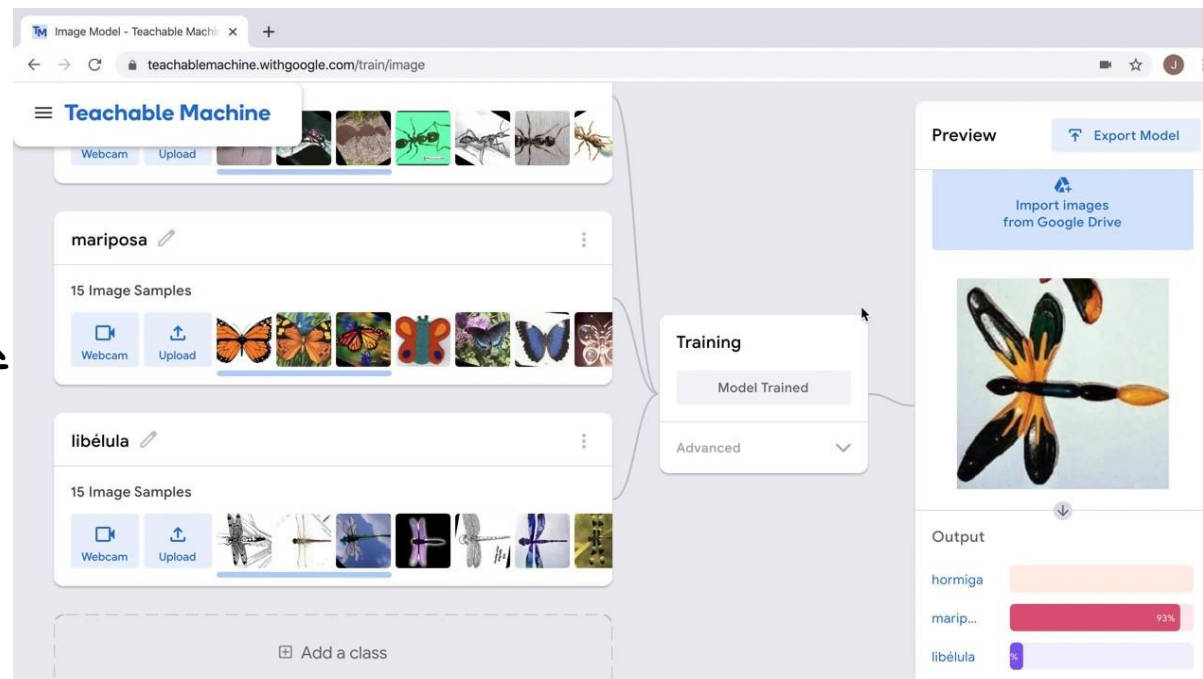 TM Image Model - Teachable Machi
teachablemachine.withgoogle.com/train/image
J
Teachable Machine
Webcam Upload
mariposa
15 Image Samples
Webcam Upload
libélula
15 Image Samples
Webcam Upload
Add a class
Training
Model Trained
Advanced
Preview
Export Model
Import images
from Google Drive
Output
hormiga
marip... 93%
libélula %